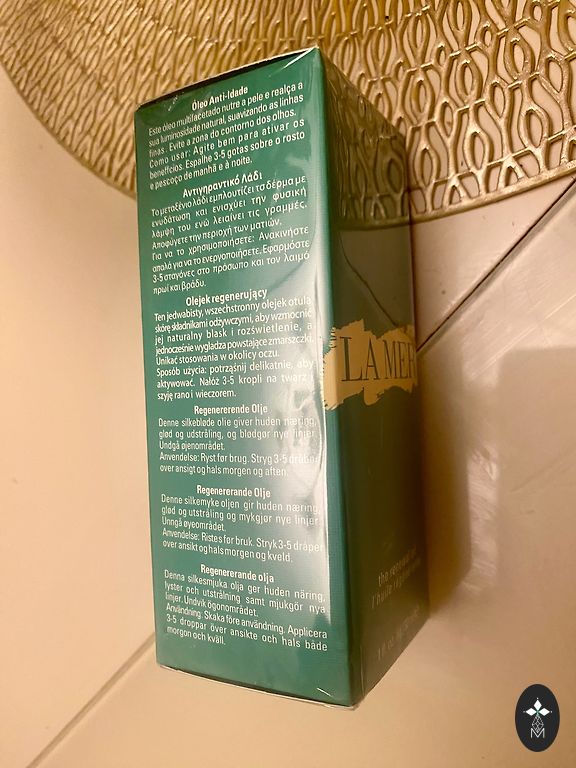 Óleo Anti-Idade
Este óleo multifacetado nutre a pele e realça a
sua luminosidade natural, suavizando as linhas
finas. Evite a zona do contorno dos olhos.
Como usar: Agite bem para ativar os
benefícios. Espalhe 3-5 gotas sobre o rosto
e pescoço de manhã e à noite.
Αντιγηραντικό Λάδι
Το μεταξένιο λάδι εμπλουτίζει το δέρμα με
ενυδάτωση και ενισχύει την φυσική
λάμψη του ενώ λειαίνει τις γραμμές.
Αποφύγετε την περιοχή των ματιών.
Για να το χρησιμοποιήσετε: Ανακινήστε
απαλά για να το ενεργοποιήσετε. Εφαρμόστε
3-5 σταγόνες στο πρόσωπο και τον λαιμό
πρωί και βράδυ.
Olejek regenerujący
Ten jedwabisty, wszechstronny olejek otula
skórę składnikami odżywczymi, aby wzmocnić
jej naturalny blask i rozświetlenie, a
jednocześnie wygładza powstające zmarszczki.
Unikać stosowania w okolicy oczu.
Sposób użycia: potrząśnij delikatnie, aby
aktywować. Nałóż 3-5 kropli na twarz i
szyję rano i wieczorem.
Regenererende Olje
Denne silkebløde olie giver huden næring,
glød og udstråling, og blødgør nye linjer.
Undgå øjenområdet.
Anvendelse: Ryst før brug. Stryg 3-5 dråber
over ansigt og hals morgen og aften.
Regenererande Olje
Denne silkemyke oljen gir huden næring,
glød og utstråling og mykgjør nye linjer.
Unngå øyeområdet.
Anvendelse: Ristes før bruk. Stryk 3-5 dråper
over ansikt og hals morgen og kveld.
Regenererande olja
Denna silkesmjuka olja ger huden näring,
lyster och utstrålning samt mjukgör nya
linjer. Undvik ögonområdet.
Användning: Skaka före användning. Applicera
3-5 droppar över ansikte och hals både
morgon och kväll.
LA MER
the renewal oil
M